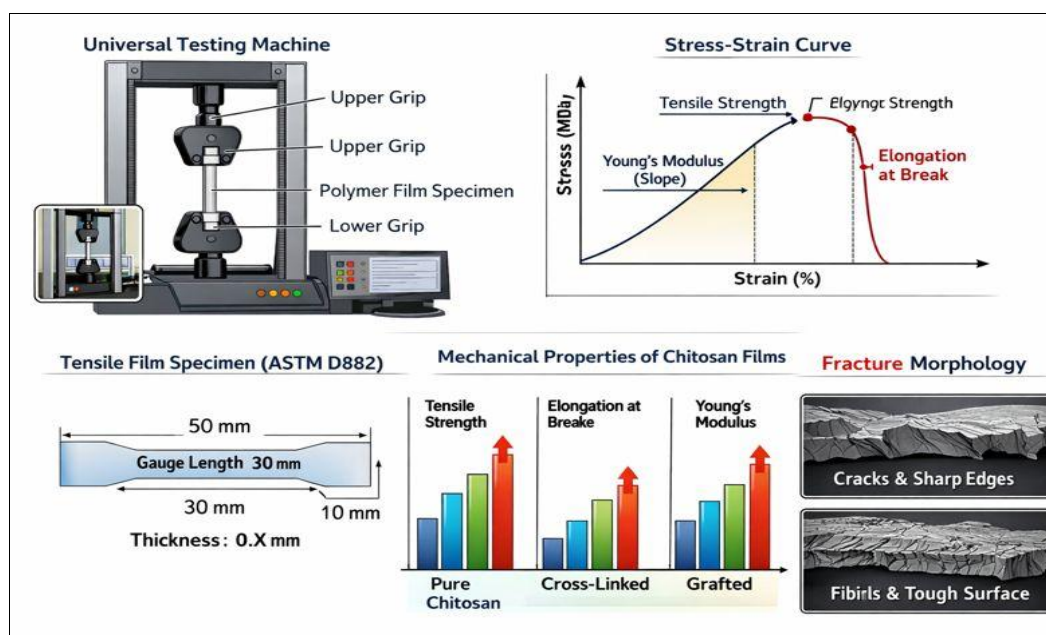 Universal Testing Machine
Upper Grip
Upper Grip
Polymer Film Specimen
Lower Grip
Stress-Strain Curve
Tensile Strength
Strength
Young's Modulus
(Slope)
Elongation
at Break
Strain (%)
Tensile Film Specimen (ASTM D882)
50 mm
Gauge Length 30 mm
30 mm
10 mm
Thickness: 0.X mm
Mechanical Properties of Chitosan Films
Tensile
Strength
Elongation at
Breake
Young's
Modulus
Pure
Chitosan
Cross-Linked
Grafted
Fracture Morphology
Cracks & Sharp Edges
& Tough Surface